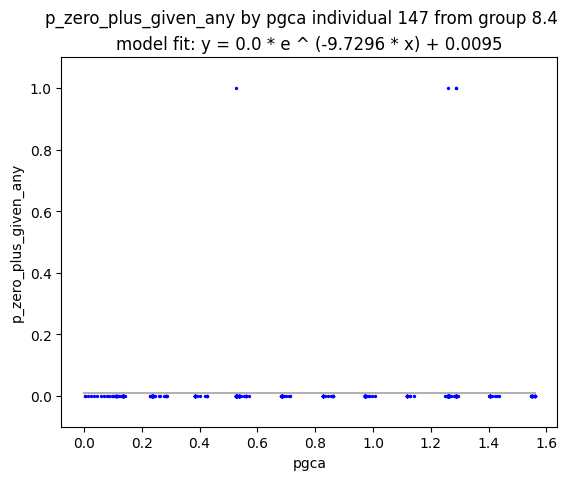 p_zero_plus_given_any by pgca individual 147 from group 8.4
model fit: y = 0.0 * e ^ (-9.7296 * x) + 0.0095
p_zero_plus_given_any
1.0
0.8
0.6
0.4
0.2
0.0
0.0 0.2 0.4 0.6 0.8 1.0 1.2 1.4 1.6
pgca